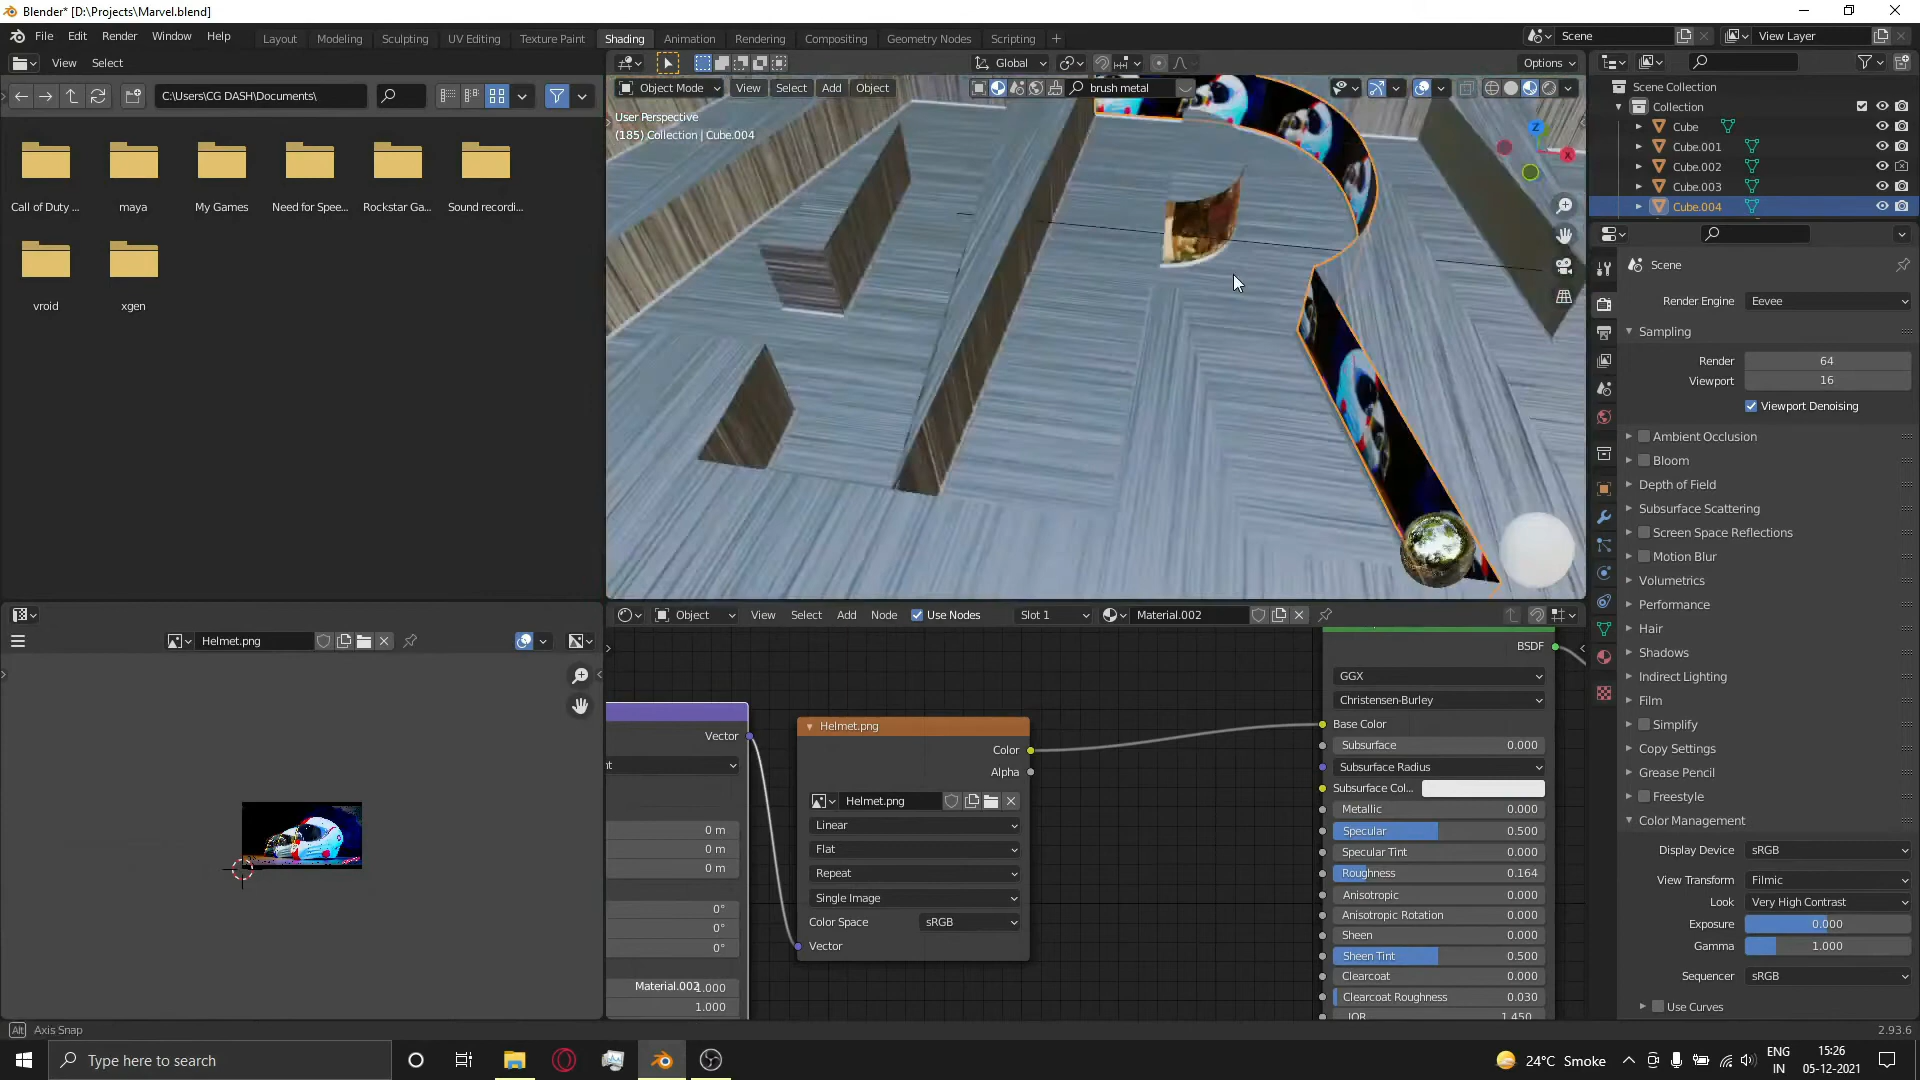 Blender* [D:\Projects\Marvel.blend]
File Edit Render Window Help
Layout Modeling Sculpting UV Editing Texture Paint Shading Animation Rendering Compositing Geometry Nodes Scripting +
Scene View Layer
View Select
Global Options
C:\Users\CG DASH\Documents\
Object Mode View Select Add Object brush metal
User Perspective
(185) Collection | Cube.004
Call of Duty ... maya My Games Need for Spee... Rockstar Ga... Sound recordi...
vroid xgen
Z
X
Scene Collection
Collection
Cube
Cube.001
Cube.002
Cube.003
Cube.004
Scene
Render Engine Eevee
Sampling
Render 64
Viewport 16
Viewport Denoising
Ambient Occlusion
Bloom
Depth of Field
Subsurface Scattering
Screen Space Reflections
Motion Blur
Volumetrics
Performance
Hair
Shadows
Indirect Lighting
Film
Simplify
Copy Settings
Grease Pencil
Freestyle
Color Management
Display Device sRGB
View Transform Filmic
Look Very High Contrast
Exposure 0.000
Gamma 1.000
Sequencer sRGB
Use Curves
Helmet.png
Object View Select Add Node Use Nodes Slot 1 Material.002
Vector
nt
0 m
0 m
0 m
0°
0°
0°
1.000
1.000
Material.002
Helmet.png
Color
Alpha
Helmet.png
Linear
Flat
Repeat
Single Image
Color Space sRGB
Vector
BSDF
GGX
Christensen-Burley
Base Color
Subsurface 0.000
Subsurface Radius
Subsurface Col...
Metallic 0.000
Specular 0.500
Specular Tint 0.000
Roughness 0.164
Anisotropic 0.000
Anisotropic Rotation 0.000
Sheen 0.000
Sheen Tint 0.500
Clearcoat 0.000
Clearcoat Roughness 0.030
IOR 1.450
Alt Axis Snap
2.93.6
Type here to search
24°C Smoke
ENG
IN
15:26
05-12-2021